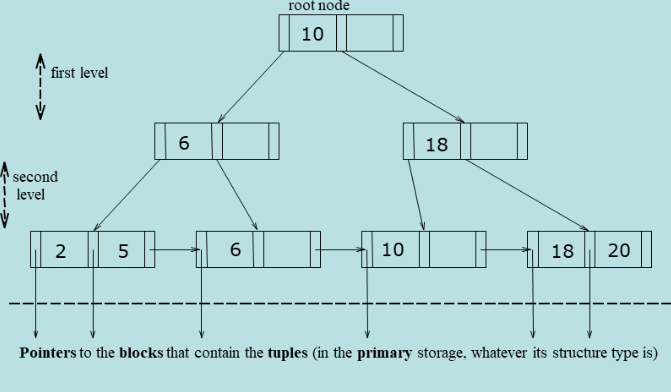 root node
10
first level
6
18
second
level
2 5 6 10 18 20
Pointers to the blocks that contain the tuples (in the primary storage, whatever its structure type is)